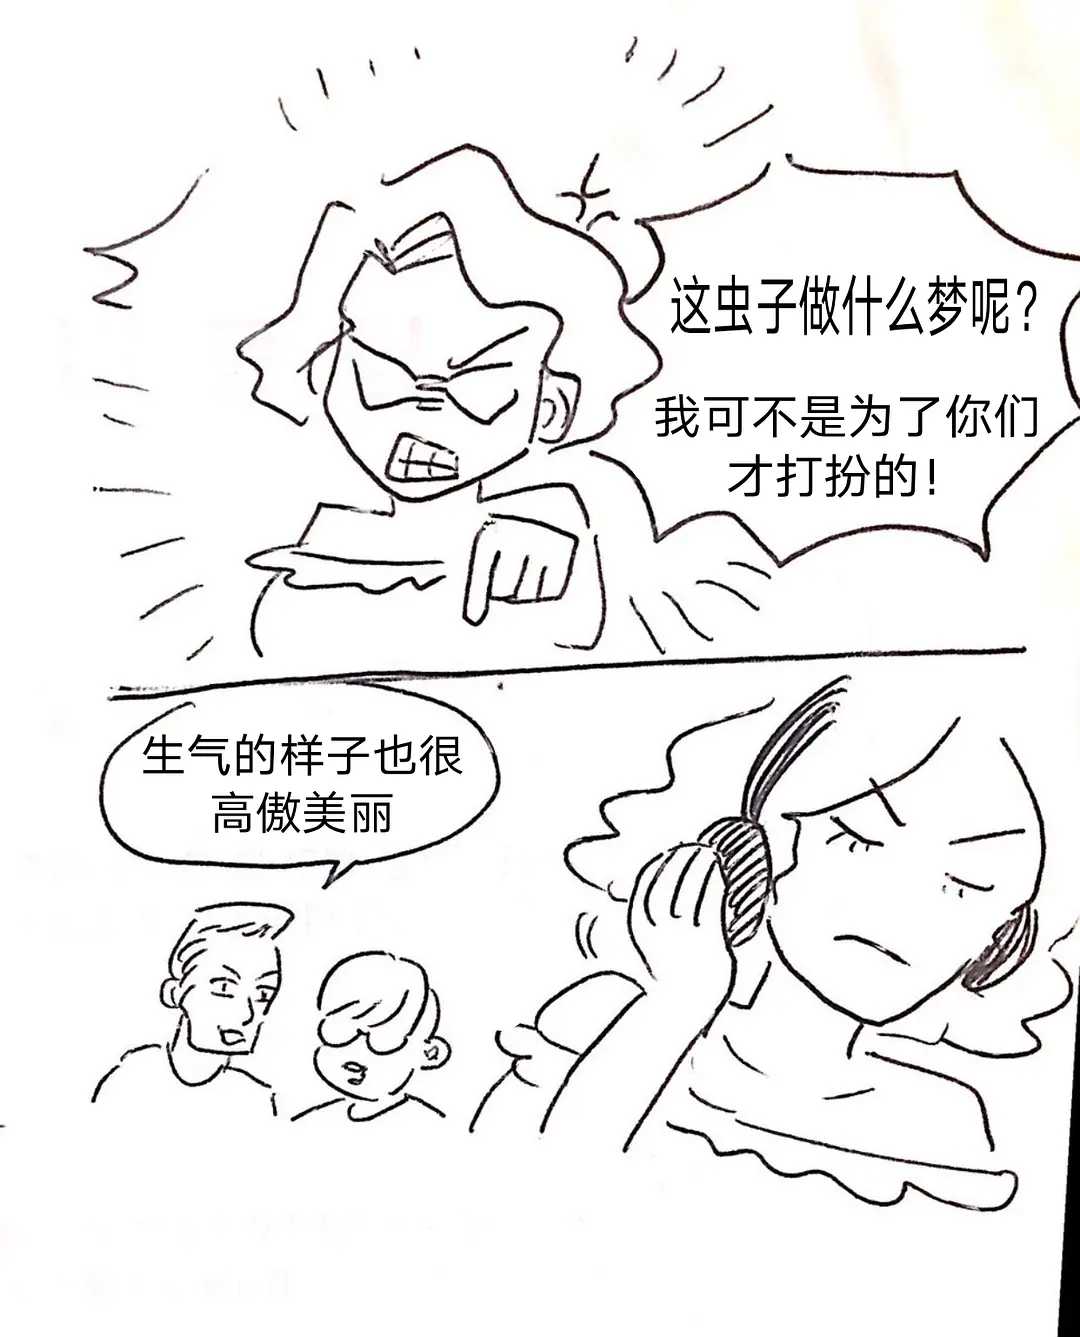 这虫子做什么梦呢？
我可不是为了你们
才打扮的！
生气的样子也很
高傲美丽